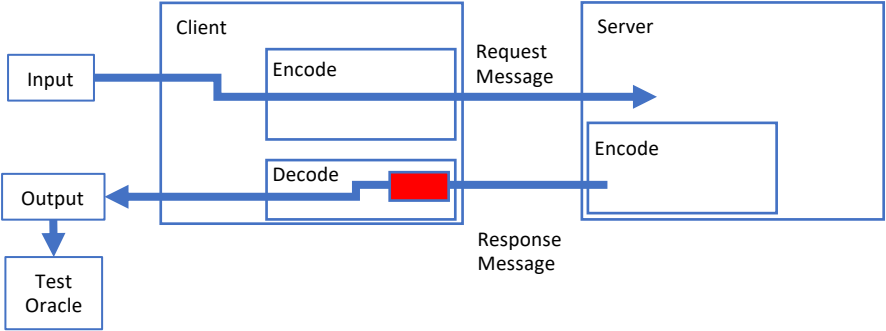 Client
Server
Input
Encode
Request
Message
Encode
Decode
Output
Response
Message
Test
Oracle